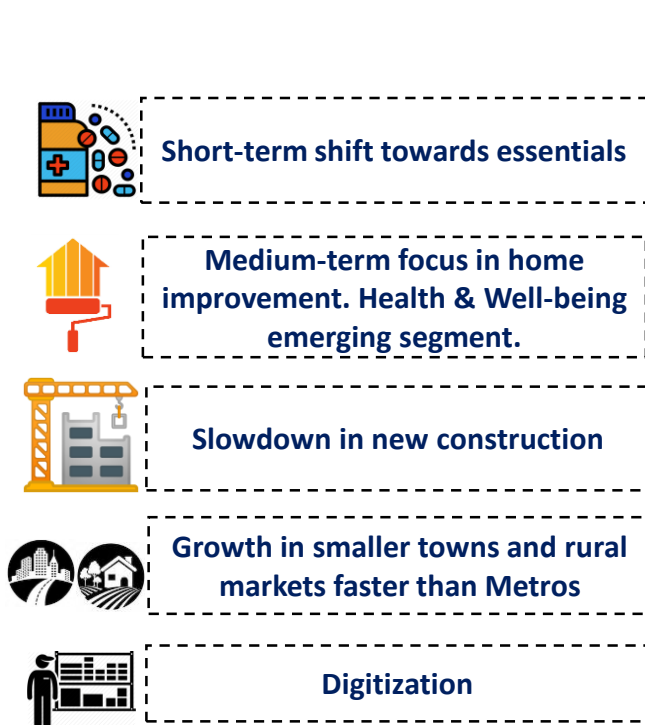 Short-term shift towards essentials
Medium-term focus in home
improvement. Health & Well-being
emerging segment.
Slowdown in new construction
Growth in smaller towns and rural
markets faster than Metros
Digitization